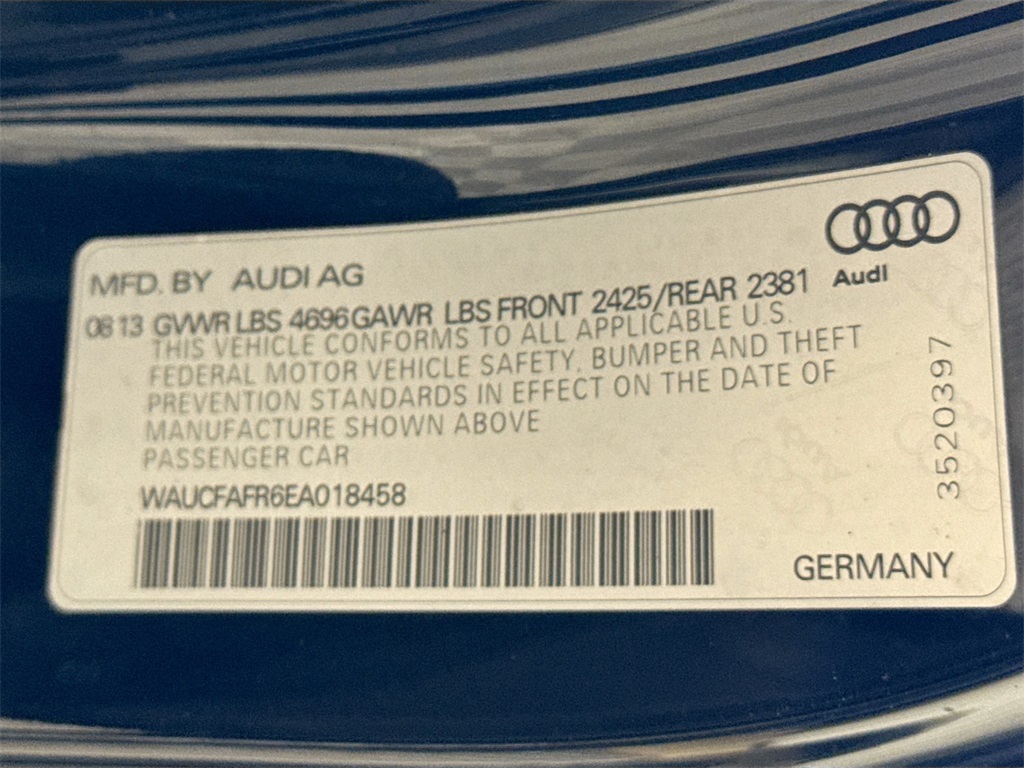 MFD. BY AUDI AG
Audi
08 13 GVWR LBS 4696 GAWR LBS FRONT 2425/REAR 2381
THIS VEHICLE CONFORMS TO ALL APPLICABLE U.S.
FEDERAL MOTOR VEHICLE SAFETY, BUMPER AND THEFT
PREVENTION STANDARDS IN EFFECT ON THE DATE OF
MANUFACTURE SHOWN ABOVE
PASSENGER CAR
WAUCFAFR6EA018458
3520397
GERMANY